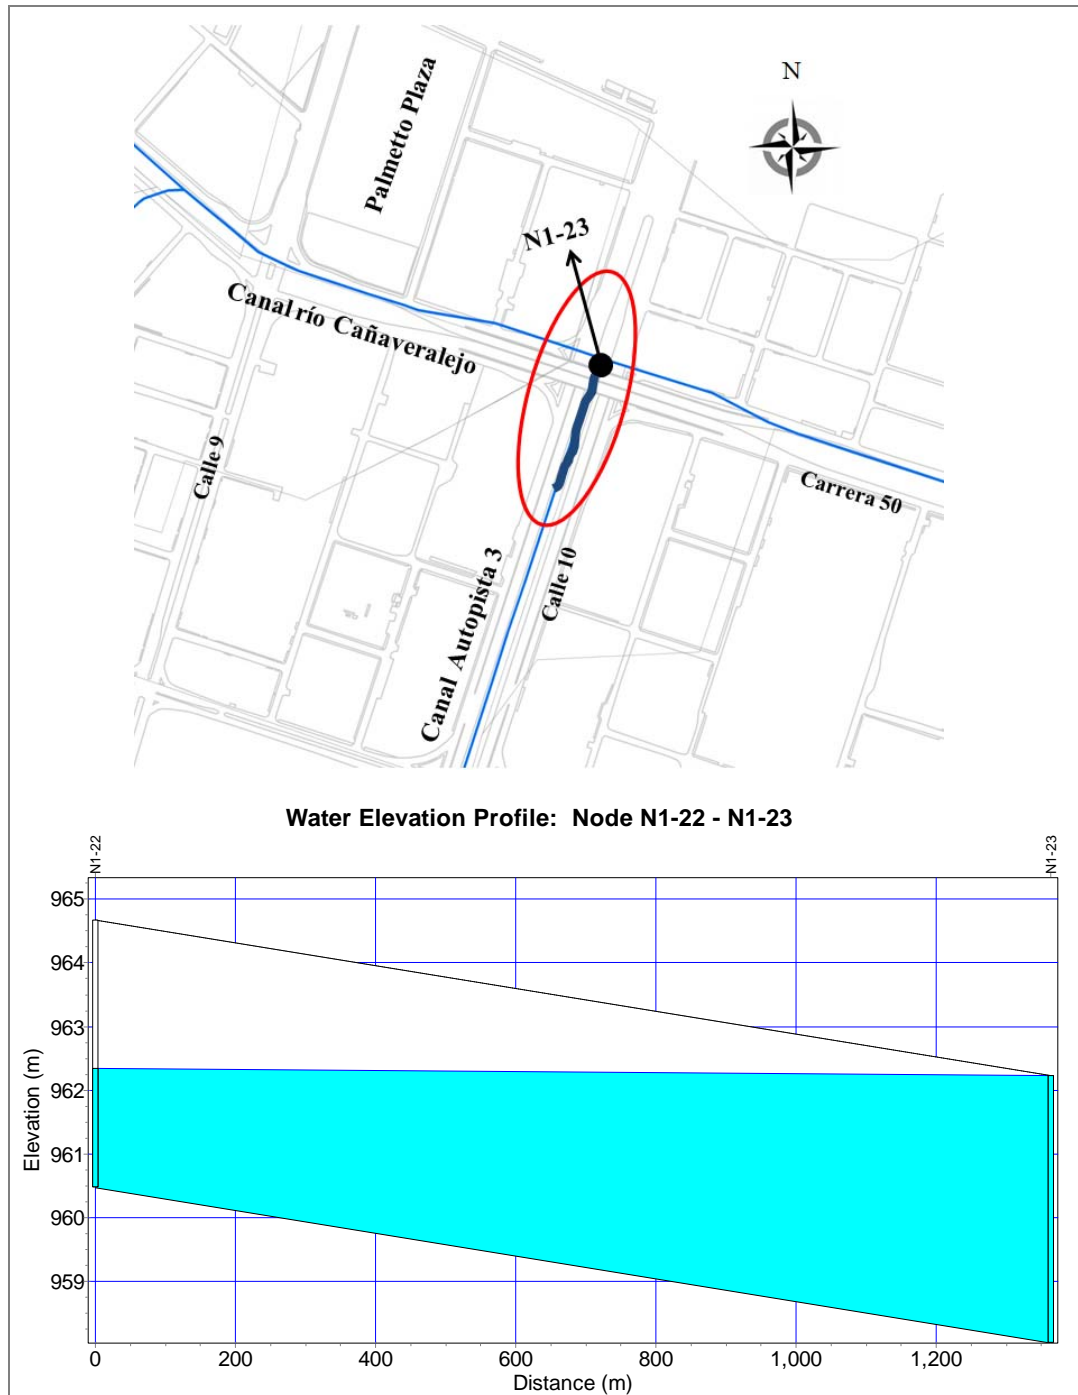 N
Palmetto Plaza
N1-23
Canal río Cañaveralejo
Calle 9
Carrera 50
Canal Autopista 3
Calle 10
Water Elevation Profile: Node N1-22 - N1-23
N1-22
N1-23
965
964
963
962
961
960
959
Elevation (m)
0
200
400
600
800
1,000
1,200
Distance (m)